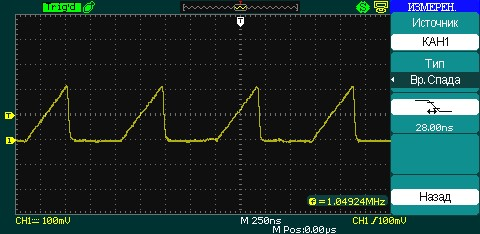 Trig'd
T
S
ИЗМЕРЕН.
Источник
КАН1
Тип
Вр.Спада
28.00ns
Назад
T
1
=1.04924MHz
CH1 100mV
M 250ns
CH1 100mV
M Pos:0.00µs